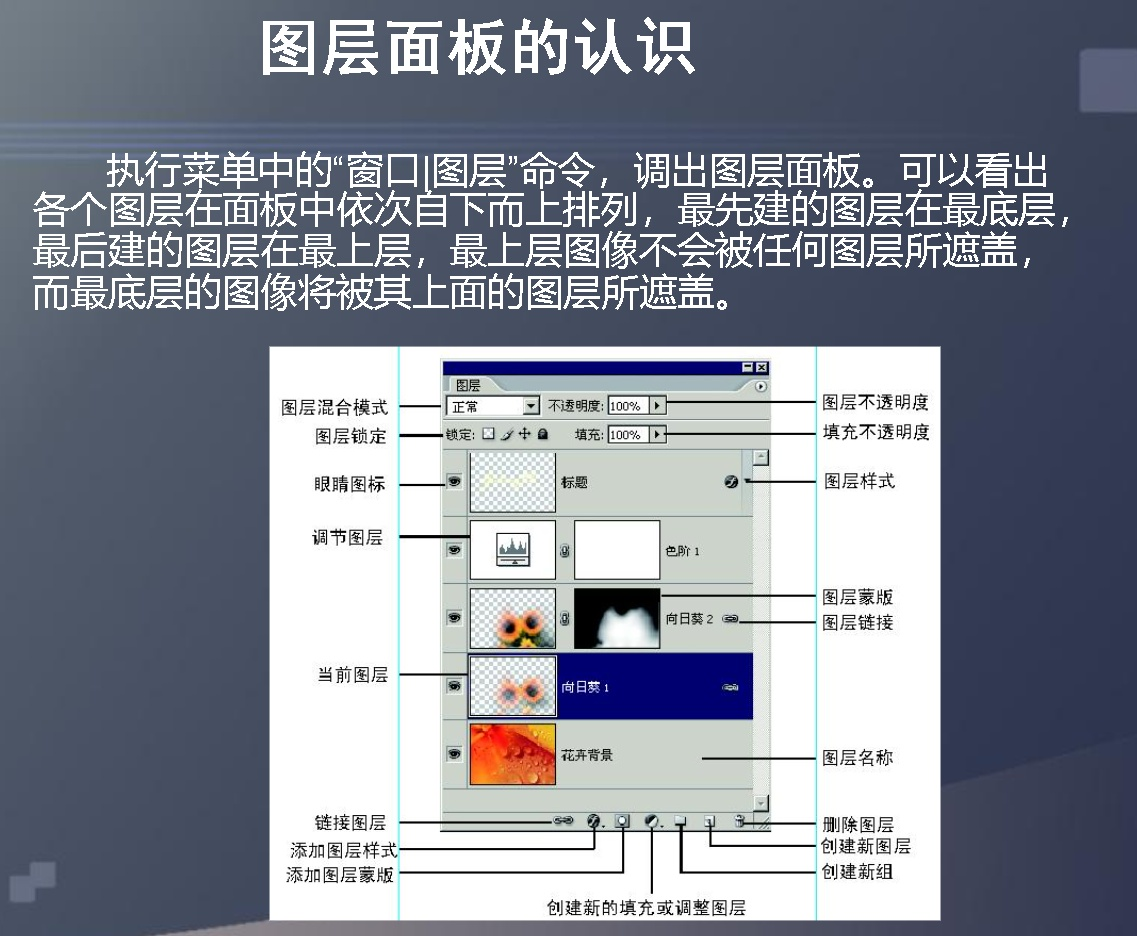 图层面板的认识
执行菜单中的“窗口|图层”命令，调出图层面板。可以看出
各个图层在面板中依次自下而上排列，最先建的图层在最底层，
最后建的图层在最上层，最上层图像不会被任何图层所遮盖，
而最底层的图像将被其上面的图层所遮盖。
图层
图层混合模式
正常
不透明度: 100%
图层不透明度
图层锁定
锁定:
填充: 100%
填充不透明度
眼睛图标
标题
图层样式
调节图层
色阶 1
图层蒙版
向日葵 2
图层链接
当前图层
向日葵 1
花卉背景
图层名称
链接图层
删除图层
添加图层样式
创建新图层
添加图层蒙版
创建新组
创建新的填充或调整图层